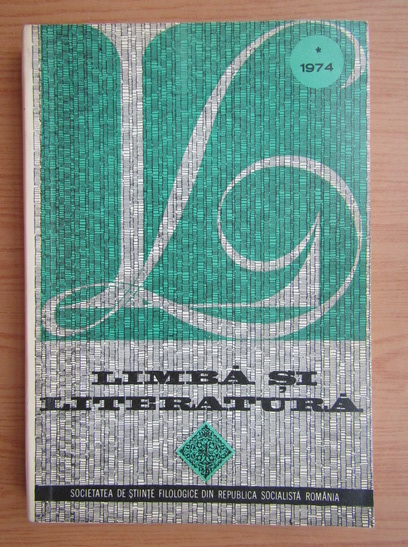 *
1974
L
LIMBĂ ȘI
LITERATURĂ
SOCIETATEA DE ȘTIINȚE FILOLOGICE DIN REPUBLICA SOCIALISTĂ ROMÂNIA